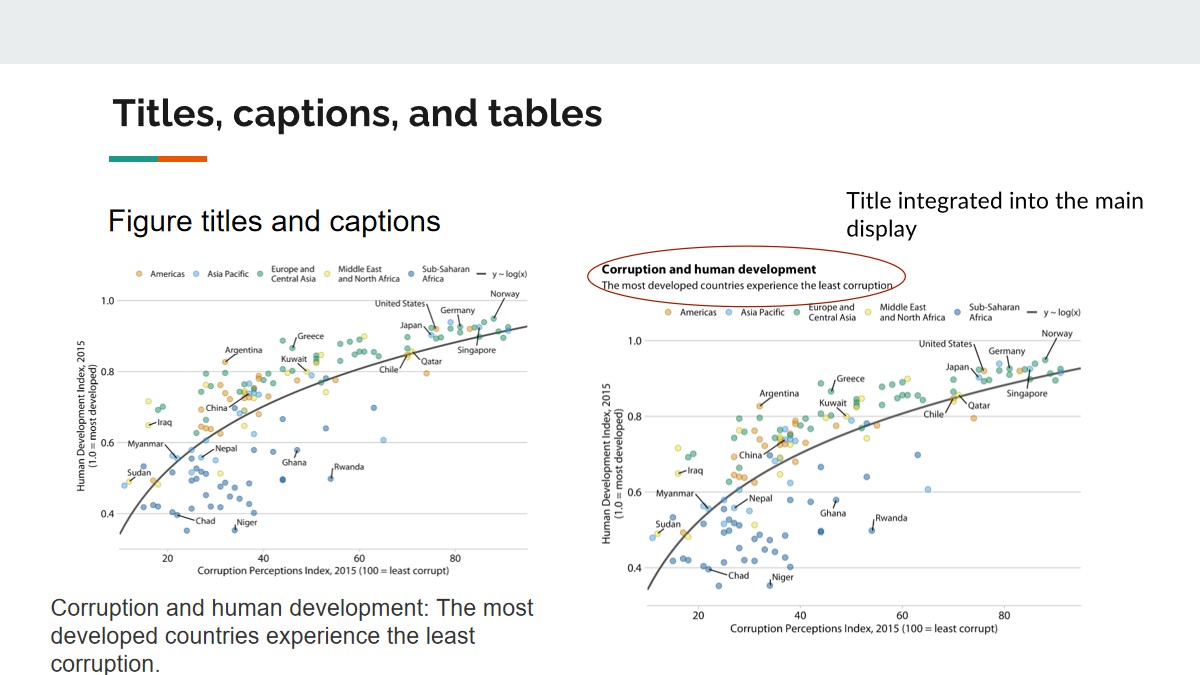 Titles, captions, and tables
Figure titles and captions
Title integrated into the main
display
Americas
Asia Pacific
Europe and
Central Asia
Middle East
and North Africa
Sub-Saharan
Africa
y ~ log(x)
Human Development Index, 2015
(1.0 = most developed)
1.0
0.8
0.6
0.4
Norway
United States
Germany
Japan
Greece
Singapore
Argentina
Kuwait
Qatar
Chile
China
Iraq
Myanmar
Nepal
Ghana
Rwanda
Sudan
Chad
Niger
20
40
60
80
Corruption Perceptions Index, 2015 (100 = least corrupt)
Corruption and human development: The most
developed countries experience the least
corruption.
Corruption and human development
The most developed countries experience the least corruption
Americas
Asia Pacific
Europe and
Central Asia
Middle East
and North Africa
Sub-Saharan
Africa
y ~ log(x)
Human Development Index, 2015
(1.0 = most developed)
1.0
0.8
0.6
0.4
Norway
United States
Germany
Japan
Greece
Singapore
Argentina
Kuwait
Qatar
Chile
China
Iraq
Myanmar
Nepal
Ghana
Rwanda
Sudan
Chad
Niger
20
40
60
80
Corruption Perceptions Index, 2015 (100 = least corrupt)